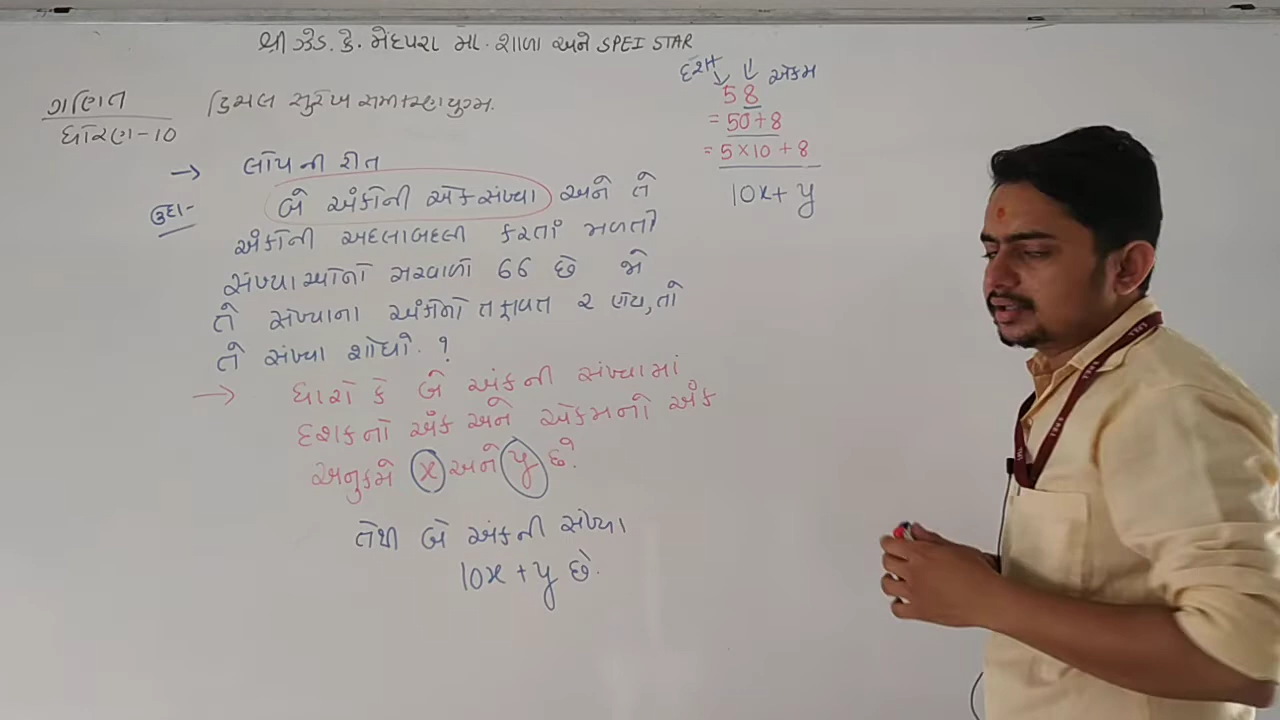 શ્રી ઝેડ. કે. મેંદપરા મા. શાળા અને SPEI STAR
ગણિત
ધોરણ-10
દ્વિચલ સુરેખ સમીકરણયુગ્મ.
→ લોપની રીત
ઉદા- બે અંકોની એક સંખ્યા અને તે
અંકોની અદલાબદલી કરતાં મળતી
સંખ્યાઓનો સરવાળો 66 છે જો
તે સંખ્યાના અંકોનો તફાવત ૨ હોય, તો
તે સંખ્યા શોધો. ?
→ ધારો કે બે અંકની સંખ્યામાં
દશકનો અંક અને એકમનો અંક
અનુક્રમે x અને y છે.
તેથી બે અંકની સંખ્યા
10x + y છે.
દશક એકમ
58
= 50+8
= 5×10+8
10x+y